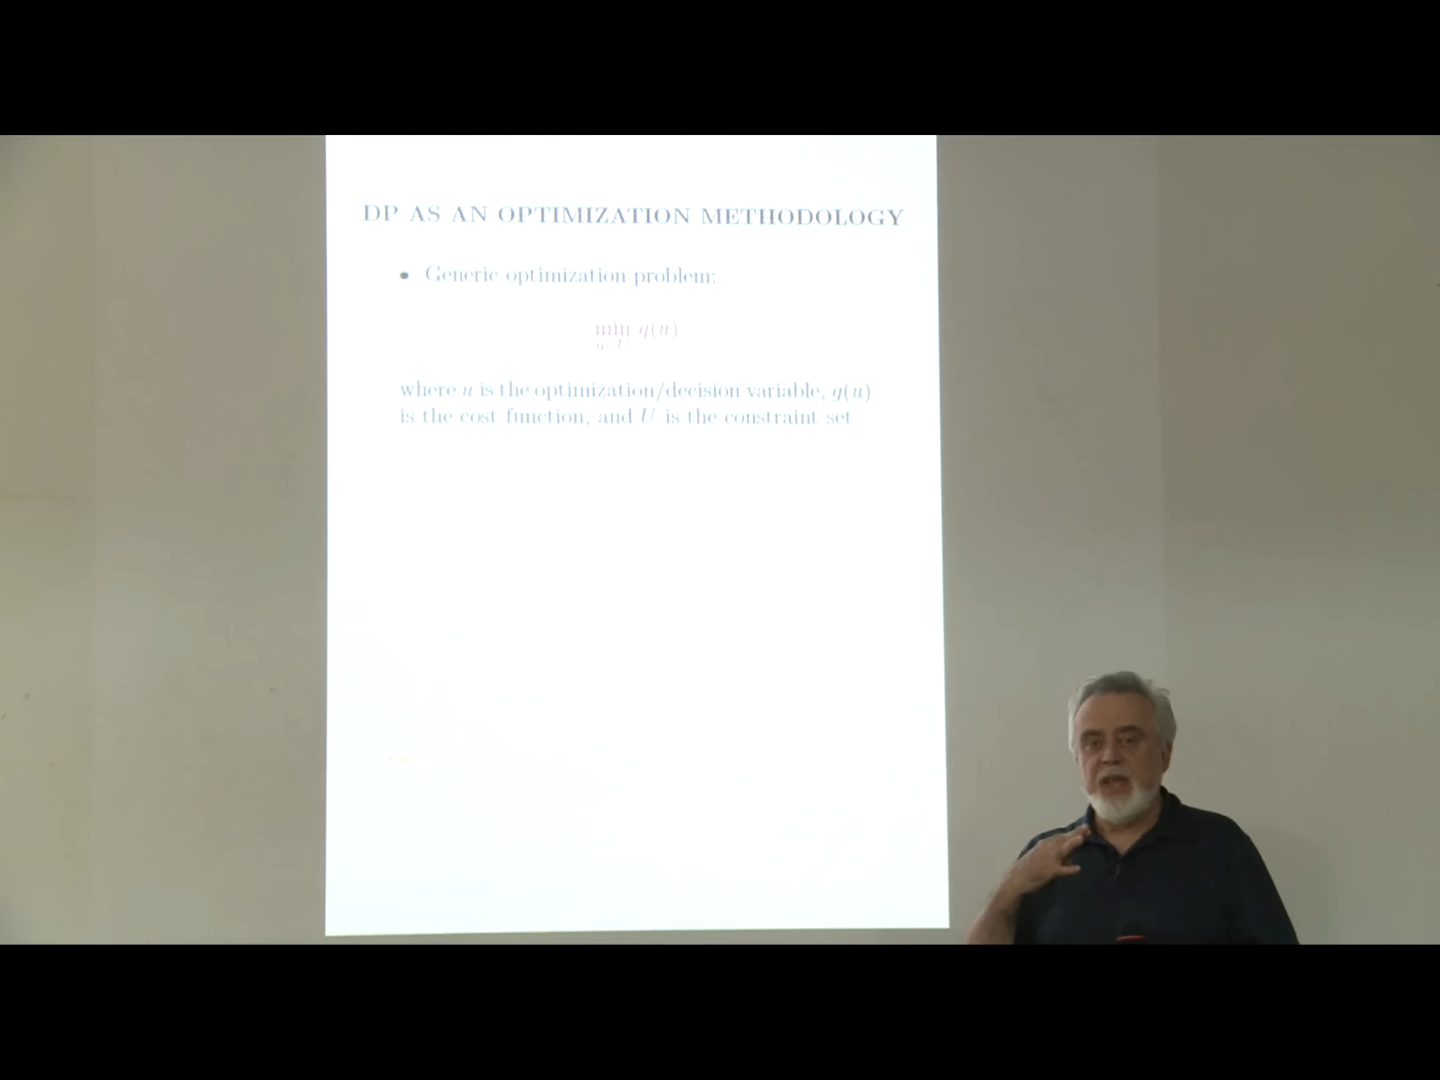 DP AS AN OPTIMIZATION METHODOLOGY
• Generic optimization problem:
min g(u)
u∈U
where u is the optimization/decision variable, g(u)
is the cost function, and U is the constraint set